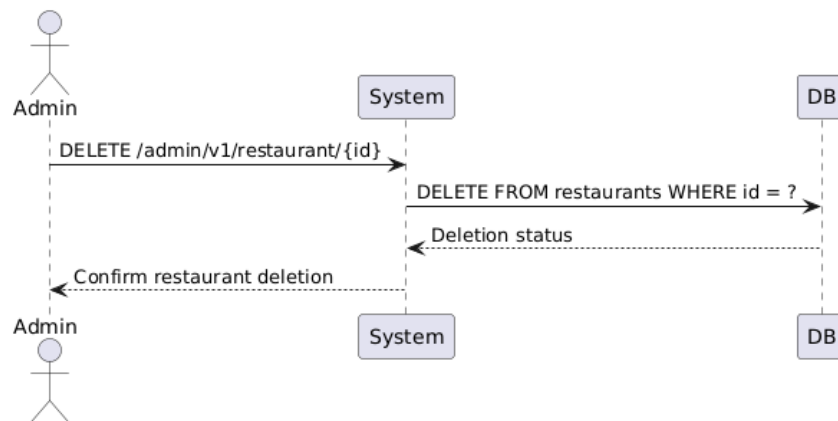 Admin
System
DB
DELETE /admin/v1/restaurant/{id}
DELETE FROM restaurants WHERE id = ?
Deletion status
Confirm restaurant deletion
Admin
System
DB